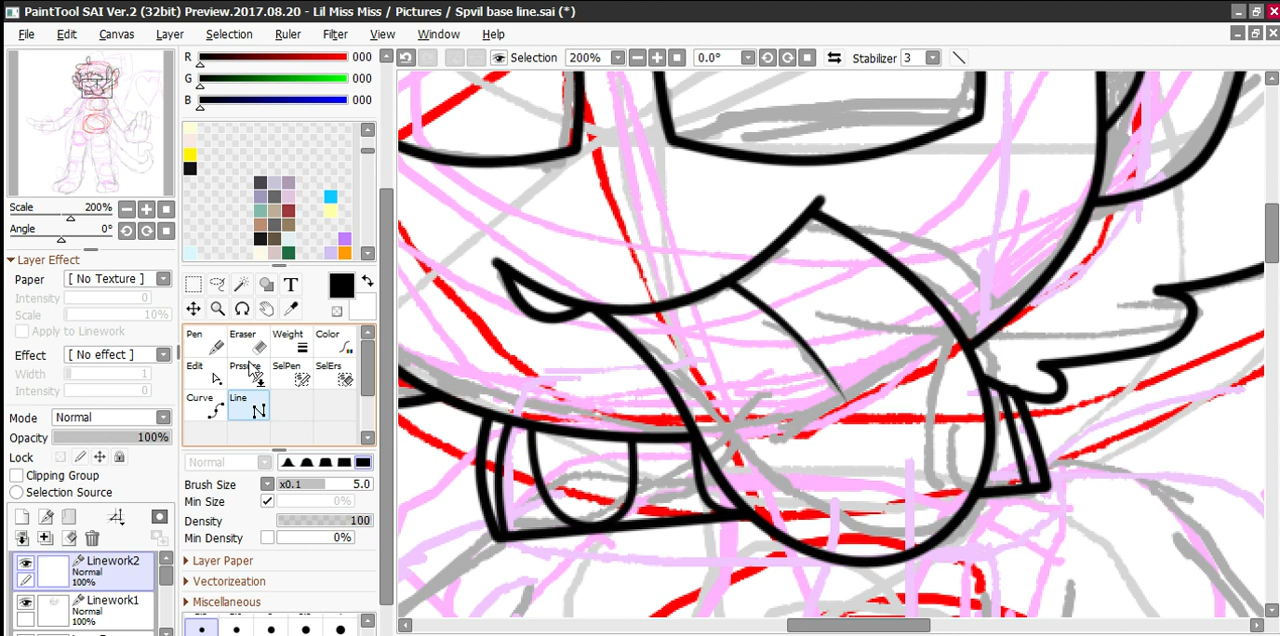 PaintTool SAI Ver.2 (32bit) Preview.2017.08.20 - Lil Miss Miss / Pictures / Spvil base line.sai (*)
File Edit Canvas Layer Selection Ruler Filter View Window Help
R 000
G 000
B 000
Selection 200% 0.0° Stabilizer 3
Scale 200%
Angle 0°
Layer Effect
Paper [ No Texture ]
Intensity 0
Scale 10%
Apply to Linework
Effect [ No effect ]
Width 1
Intensity 0
Mode Normal
Opacity 100%
Lock
Clipping Group
Selection Source
Linework2
Normal
100%
Linework1
Normal
100%
T
Pen Eraser Weight Color
Edit SelPen SelErs
Curve Line
Normal
Brush Size x0.1 5.0
Min Size 0%
Density 100
Min Density 0%
Layer Paper
Vectorizeation
Miscellaneous